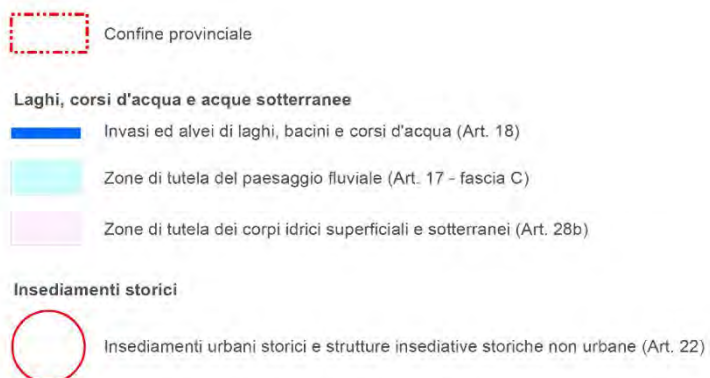 Confine provinciale
Laghi, corsi d'acqua e acque sotterranee
Invasi ed alvei di laghi, bacini e corsi d'acqua (Art. 18)
Zone di tutela del paesaggio fluviale (Art. 17 - fascia C)
Zone di tutela dei corpi idrici superficiali e sotterranei (Art. 28b)
Insediamenti storici
Insediamenti urbani storici e strutture insediative storiche non urbane (Art. 22)